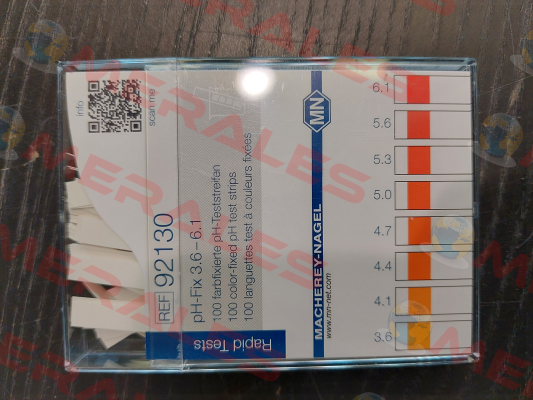 info
scan me
REF 92130
pH-Fix 3.6–6.1
100 farbfixierte pH-Teststreifen
100 color-fixed pH test strips
100 languettes test à couleurs fixées
Rapid Tests
MN
MACHEREY-NAGEL
www.mn-net.com
6.1
5.6
5.3
5.0
4.7
4.4
4.1
3.6
MERALES